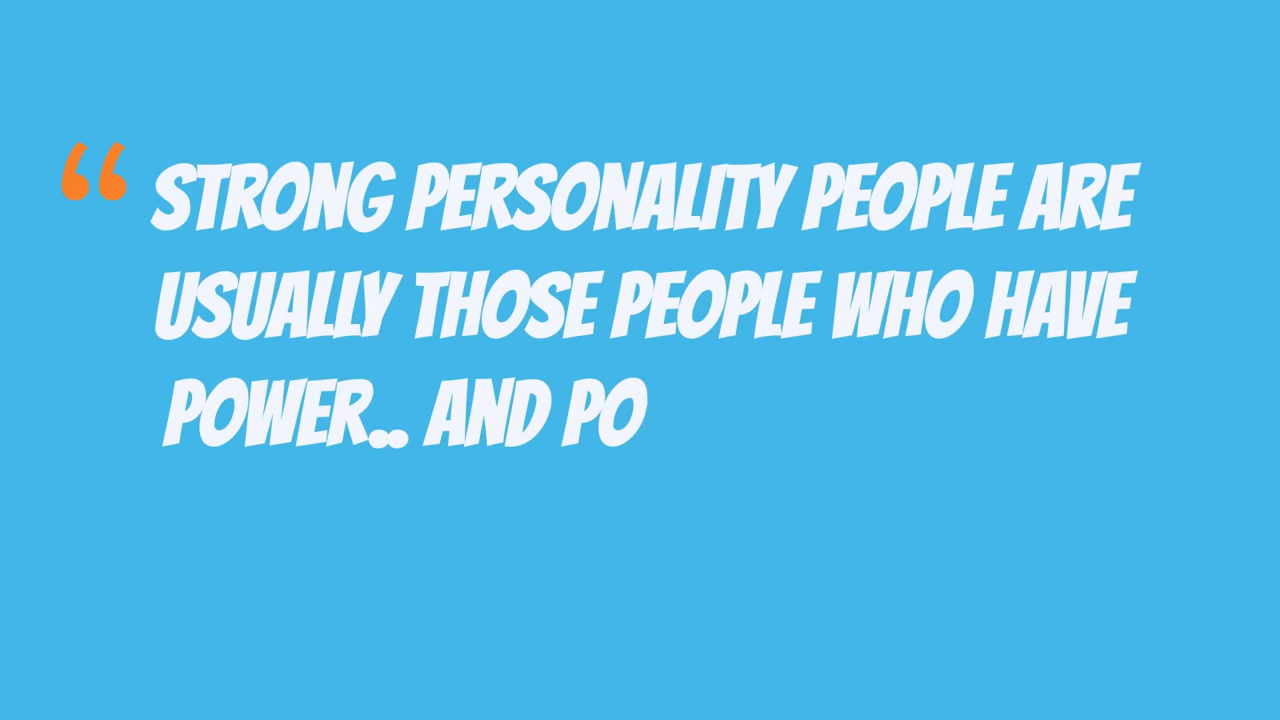 “ STRONG PERSONALITY PEOPLE ARE
USUALLY THOSE PEOPLE WHO HAVE
POWER.. AND PO